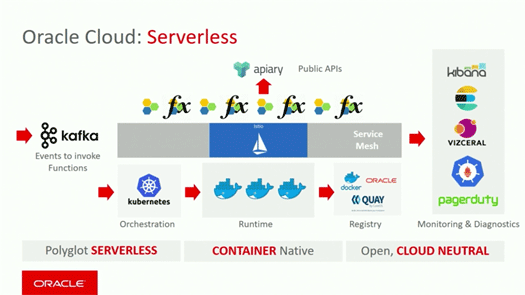 Oracle Cloud: Serverless
apiary
Public APIs
fx fx fx fx
kafka
Events to invoke
Functions
Istio
Service
Mesh
kubernetes
docker
ORACLE
QUAY
Orchestration
Runtime
Registry
kibana
VIZCERAL
pagerduty
Monitoring & Diagnostics
Polyglot SERVERLESS
CONTAINER Native
Open, CLOUD NEUTRAL
ORACLE